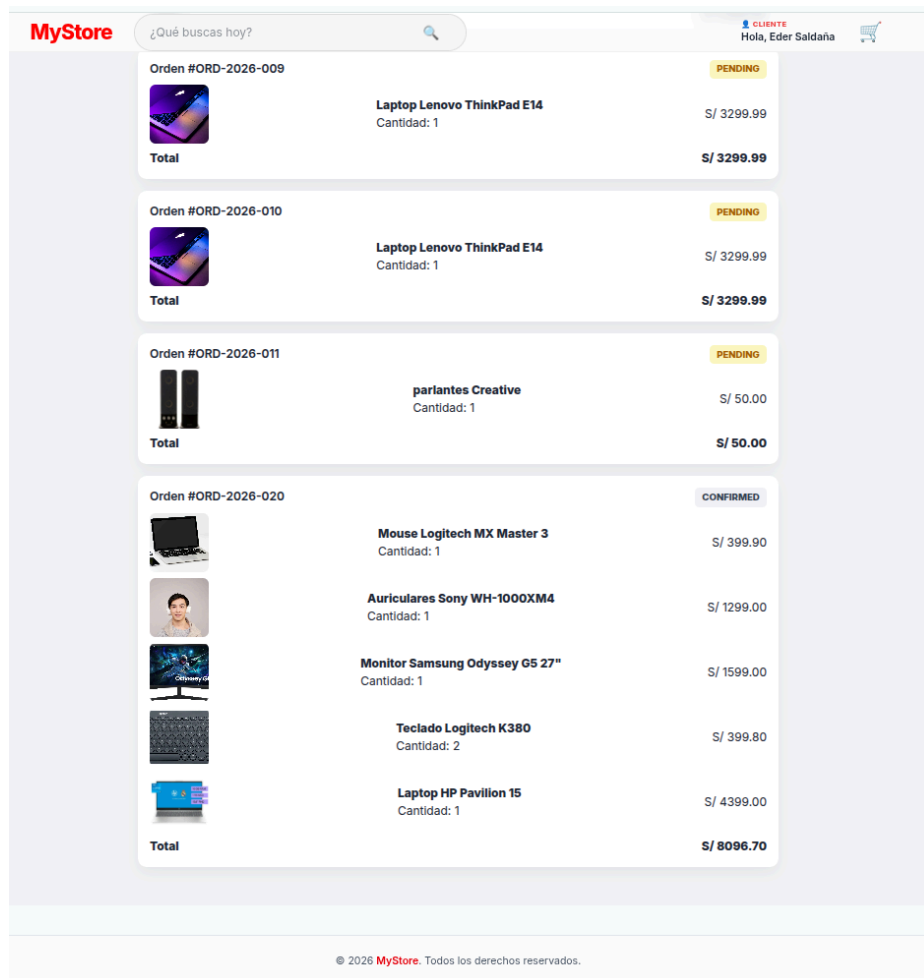 MyStore
¿Qué buscas hoy?
CLIENTE
Hola, Eder Saldaña
Orden #ORD-2026-009
PENDING
Laptop Lenovo ThinkPad E14
Cantidad: 1
S/ 3299.99
Total
S/ 3299.99
Orden #ORD-2026-010
PENDING
Laptop Lenovo ThinkPad E14
Cantidad: 1
S/ 3299.99
Total
S/ 3299.99
Orden #ORD-2026-011
PENDING
parlantes Creative
Cantidad: 1
S/ 50.00
Total
S/ 50.00
Orden #ORD-2026-020
CONFIRMED
Mouse Logitech MX Master 3
Cantidad: 1
S/ 399.90
Auriculares Sony WH-1000XM4
Cantidad: 1
S/ 1299.00
Odyssey G
Monitor Samsung Odyssey G5 27"
Cantidad: 1
S/ 1599.00
Teclado Logitech K380
Cantidad: 2
S/ 399.80
Laptop HP Pavilion 15
Cantidad: 1
S/ 4399.00
Total
S/ 8096.70
© 2026 MyStore. Todos los derechos reservados.